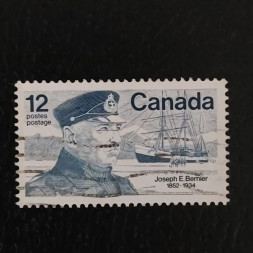 12 Canada
postes
postage
Joseph E. Bernier
1852-1934